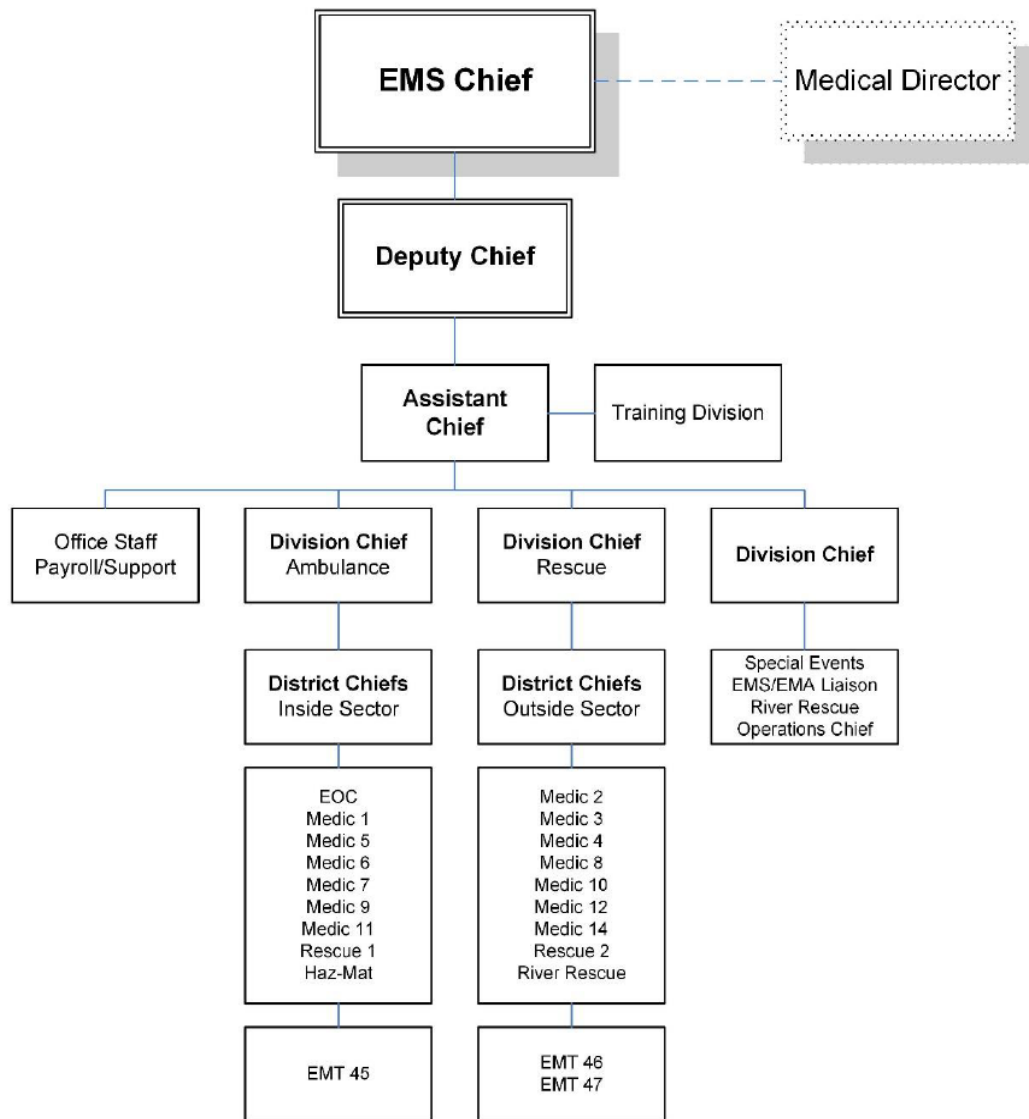 EMS Chief
Medical Director
Deputy Chief
Assistant
Chief
Training Division
Office Staff
Payroll/Support
Division Chief
Ambulance
Division Chief
Rescue
Division Chief
District Chiefs
Inside Sector
District Chiefs
Outside Sector
Special Events
EMS/EMA Liaison
River Rescue
Operations Chief
EOC
Medic 1
Medic 5
Medic 6
Medic 7
Medic 9
Medic 11
Rescue 1
Haz-Mat
Medic 2
Medic 3
Medic 4
Medic 8
Medic 10
Medic 12
Medic 14
Rescue 2
River Rescue
EMT 45
EMT 46
EMT 47